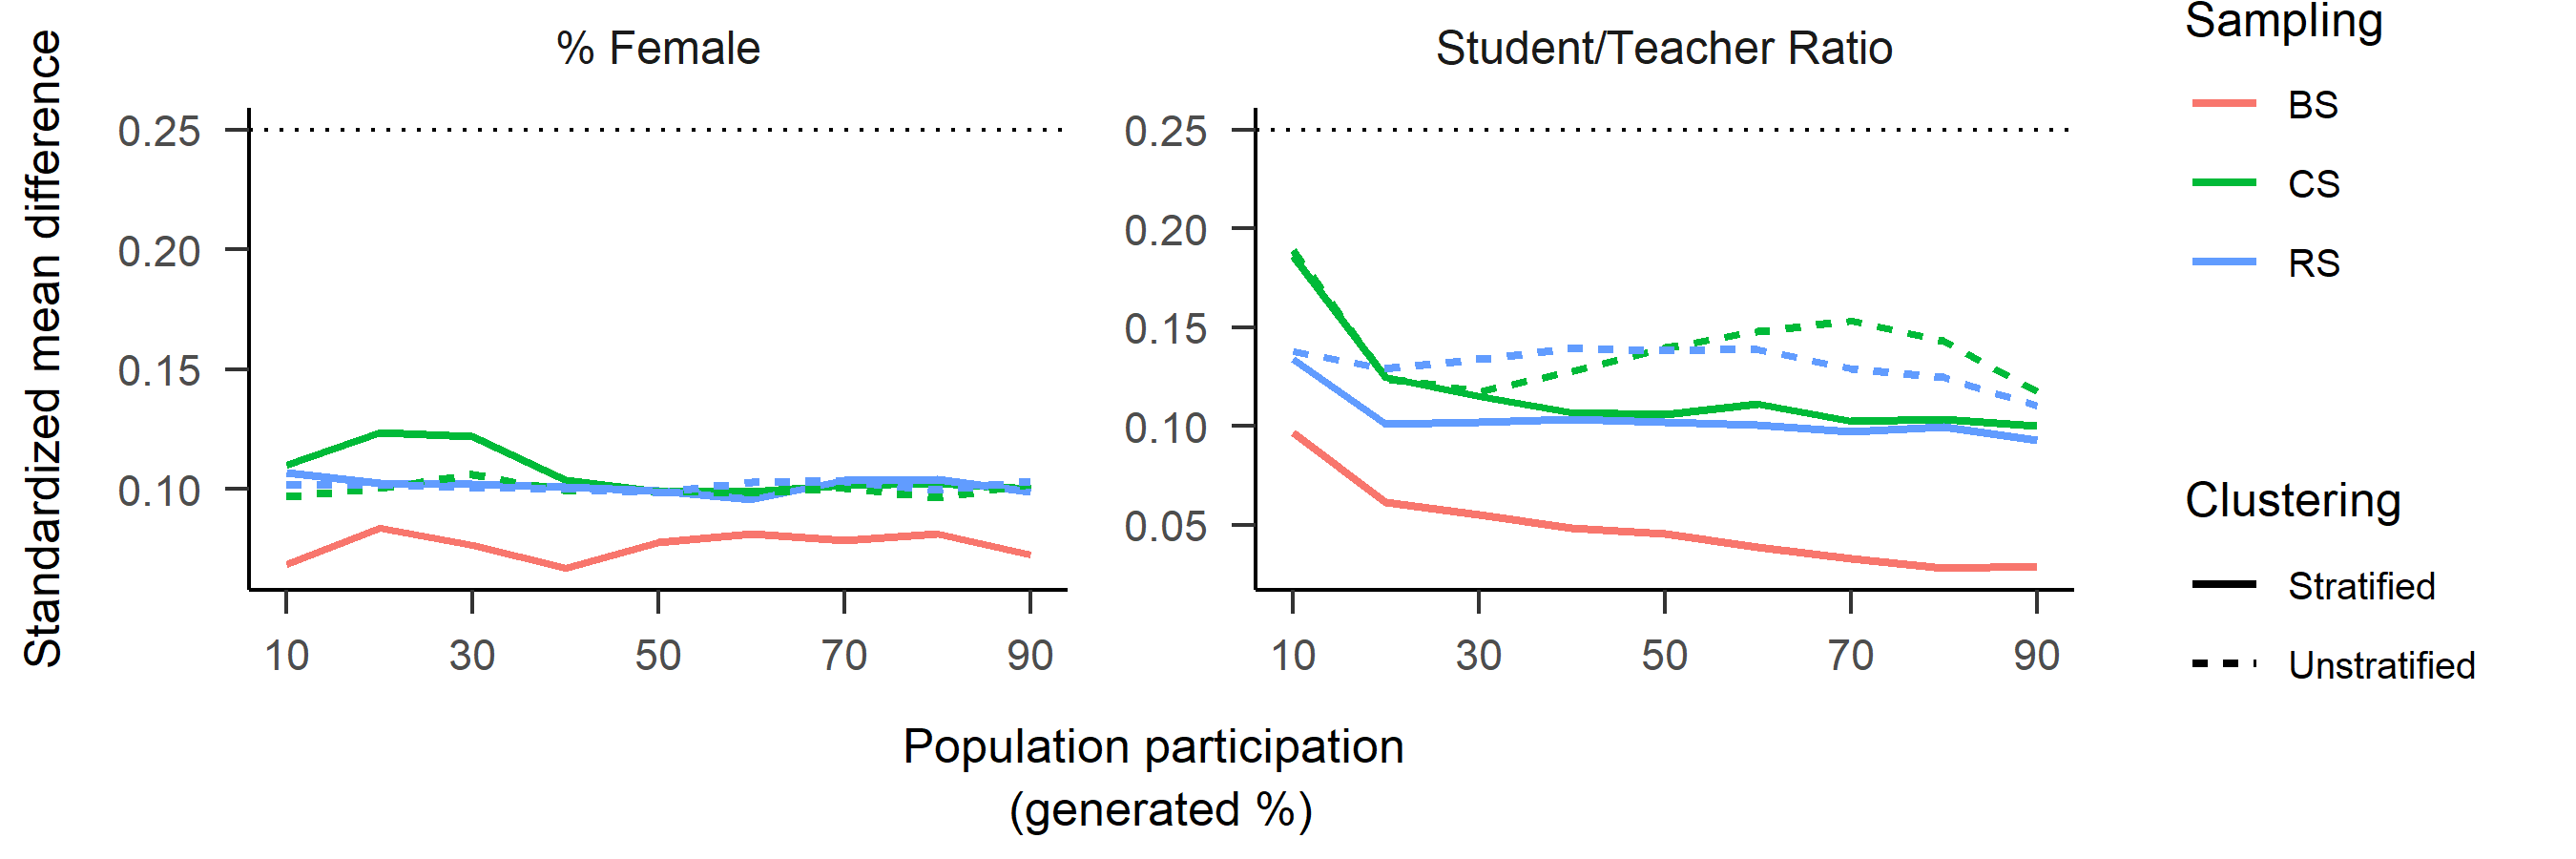 Standardized mean difference
% Female
0.25
0.20
0.15
0.10
10 30 50 70 90
Student/Teacher Ratio
0.25
0.20
0.15
0.10
0.05
10 30 50 70 90
Population participation
(generated %)
Sampling
BS
CS
RS
Clustering
Stratified
Unstratified